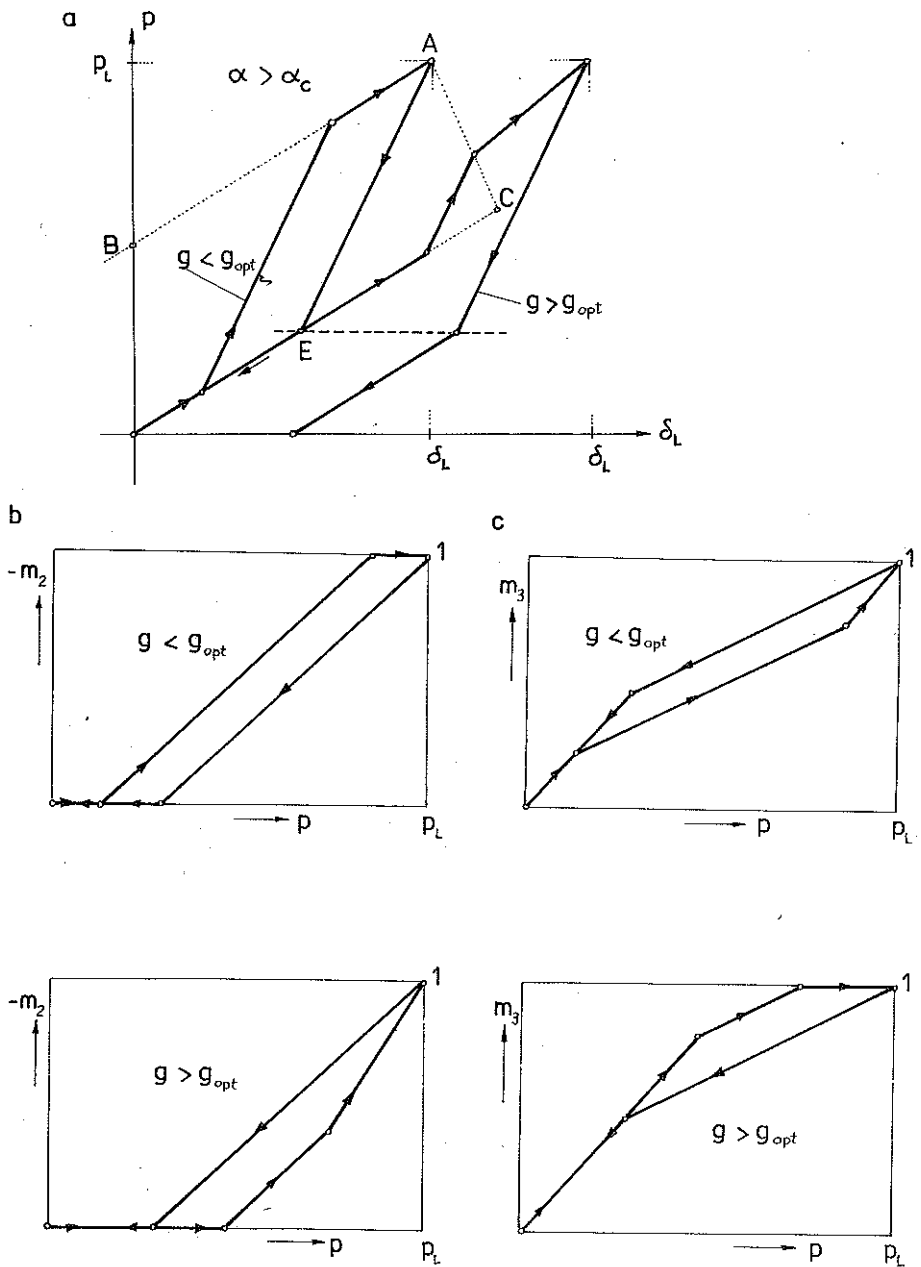 a
p
A
p_L
α > α_c
C
B
g < g_opt
g > g_opt
E
δ_L
δ_L
δ_L
b
c
1
-m_2
g < g_opt
p
p_L
1
m_3
g < g_opt
p
p_L
1
-m_2
g > g_opt
p
p_L
1
m_3
g > g_opt
p
p_L